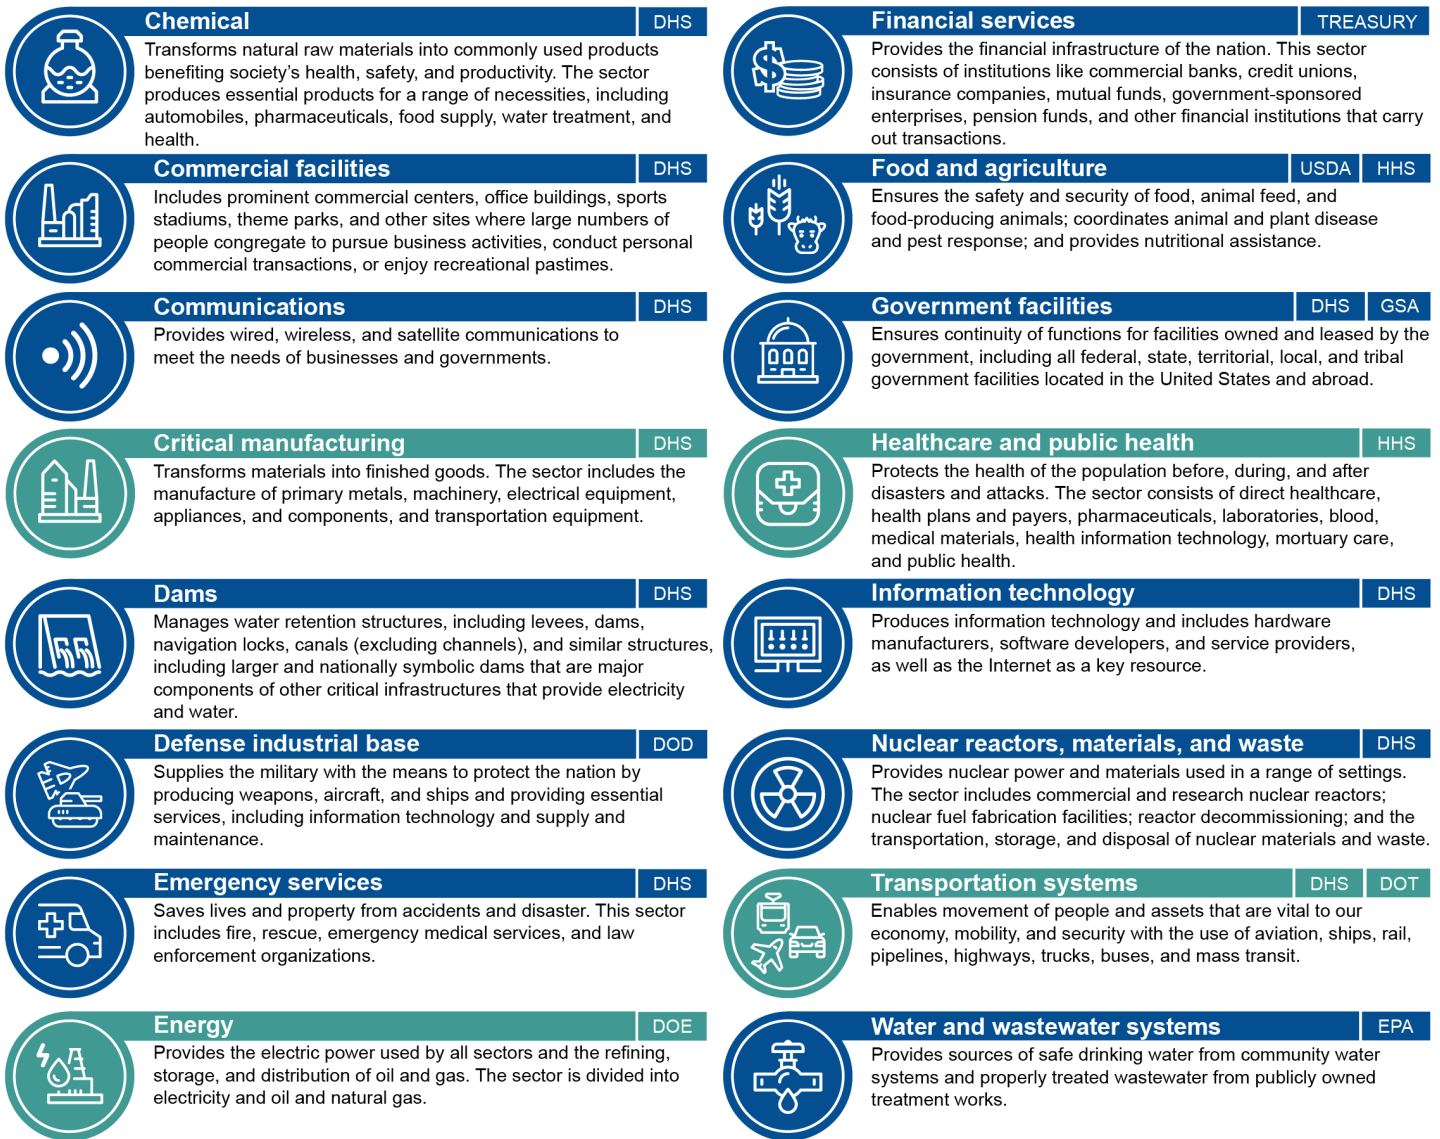 Chemical DHS
Transforms natural raw materials into commonly used products
benefiting society’s health, safety, and productivity. The sector
produces essential products for a range of necessities, including
automobiles, pharmaceuticals, food supply, water treatment, and
health.
Commercial facilities DHS
Includes prominent commercial centers, office buildings, sports
stadiums, theme parks, and other sites where large numbers of
people congregate to pursue business activities, conduct personal
commercial transactions, or enjoy recreational pastimes.
Communications DHS
Provides wired, wireless, and satellite communications to
meet the needs of businesses and governments.
Critical manufacturing DHS
Transforms materials into finished goods. The sector includes the
manufacture of primary metals, machinery, electrical equipment,
appliances, and components, and transportation equipment.
Dams DHS
Manages water retention structures, including levees, dams,
navigation locks, canals (excluding channels), and similar structures,
including larger and nationally symbolic dams that are major
components of other critical infrastructures that provide electricity
and water.
Defense industrial base DOD
Supplies the military with the means to protect the nation by
producing weapons, aircraft, and ships and providing essential
services, including information technology and supply and
maintenance.
Emergency services DHS
Saves lives and property from accidents and disaster. This sector
includes fire, rescue, emergency medical services, and law
enforcement organizations.
Energy DOE
Provides the electric power used by all sectors and the refining,
storage, and distribution of oil and gas. The sector is divided into
electricity and oil and natural gas.
Financial services TREASURY
Provides the financial infrastructure of the nation. This sector
consists of institutions like commercial banks, credit unions,
insurance companies, mutual funds, government-sponsored
enterprises, pension funds, and other financial institutions that carry
out transactions.
Food and agriculture USDA HHS
Ensures the safety and security of food, animal feed, and
food-producing animals; coordinates animal and plant disease
and pest response; and provides nutritional assistance.
Government facilities DHS GSA
Ensures continuity of functions for facilities owned and leased by the
government, including all federal, state, territorial, local, and tribal
government facilities located in the United States and abroad.
Healthcare and public health HHS
Protects the health of the population before, during, and after
disasters and attacks. The sector consists of direct healthcare,
health plans and payers, pharmaceuticals, laboratories, blood,
medical materials, health information technology, mortuary care,
and public health.
Information technology DHS
Produces information technology and includes hardware
manufacturers, software developers, and service providers,
as well as the Internet as a key resource.
Nuclear reactors, materials, and waste DHS
Provides nuclear power and materials used in a range of settings.
The sector includes commercial and research nuclear reactors;
nuclear fuel fabrication facilities; reactor decommissioning; and the
transportation, storage, and disposal of nuclear materials and waste.
Transportation systems DHS DOT
Enables movement of people and assets that are vital to our
economy, mobility, and security with the use of aviation, ships, rail,
pipelines, highways, trucks, buses, and mass transit.
Water and wastewater systems EPA
Provides sources of safe drinking water from community water
systems and properly treated wastewater from publicly owned
treatment works.